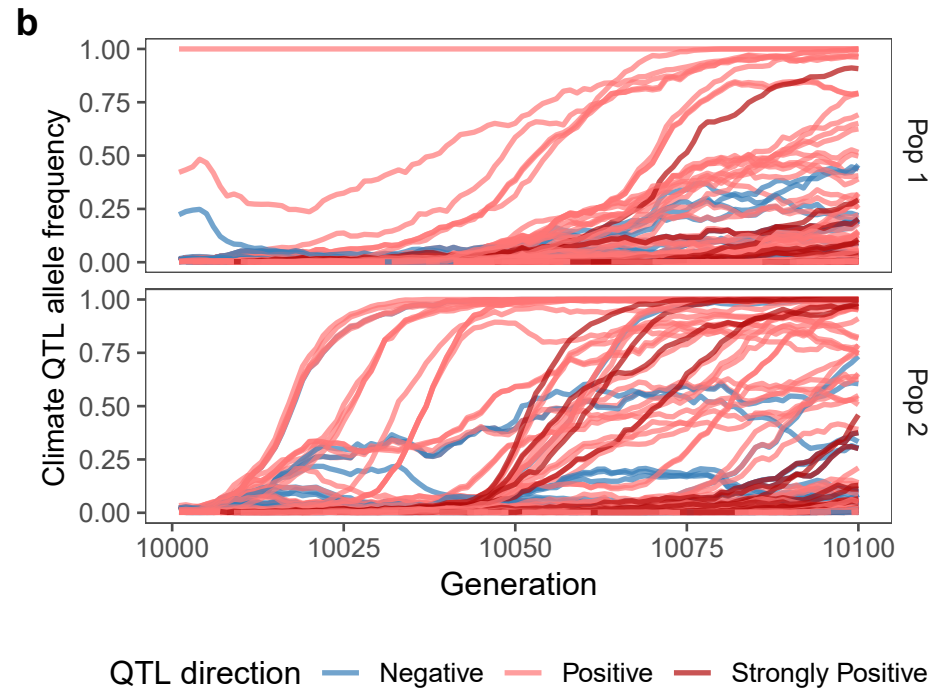 b
Climate QTL allele frequency
1.00
0.75
0.50
0.25
0.00
Pop 1
1.00
0.75
0.50
0.25
0.00
Pop 2
10000 10025 10050 10075 10100
Generation
QTL direction Negative Positive Strongly Positive